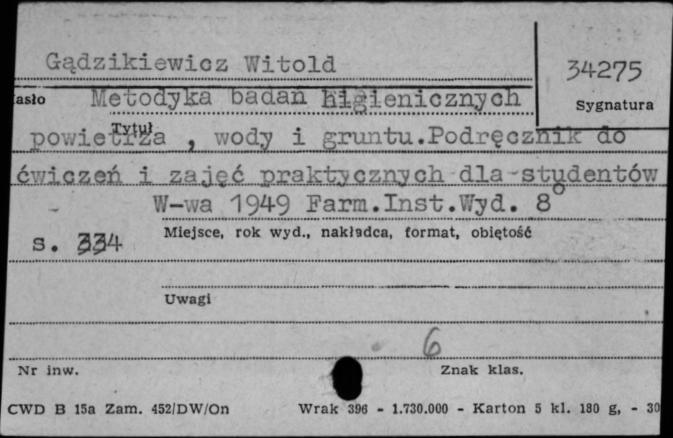 Gądzikiewicz Witold
34275
asło Metodyka badań higienicznych
Sygnatura
Tytuł
powietrza , wody i gruntu.Podręcznik do
ćwiczeń i zajęć praktycznych dla studentów
W-wa 1949 Farm.Inst.Wyd. 8°
s. 334
Miejsce, rok wyd., nakładca, format, objętość
Uwagi
6
Nr inw.
Znak klas.
CWD B 15a Zam. 452/DW/On
Wrak 396 - 1.730.000 - Karton 5 kl. 180 g, - 30